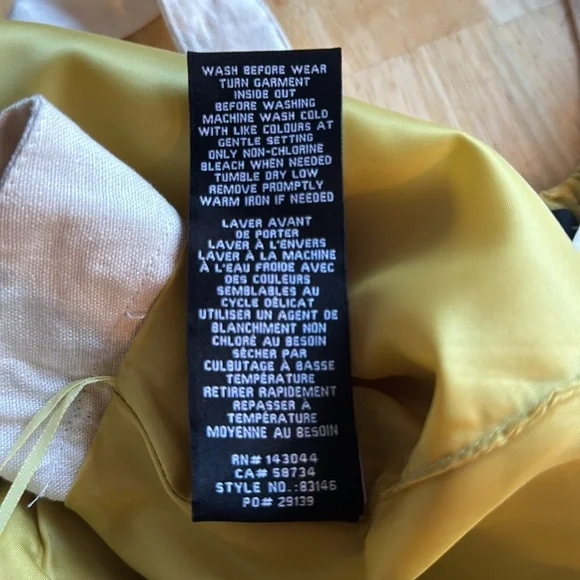 WASH BEFORE WEAR
TURN GARMENT
INSIDE OUT
BEFORE WASHING
MACHINE WASH COLD
WITH LIKE COLOURS AT
GENTLE SETTING
ONLY NON-CHLORINE
BLEACH WHEN NEEDED
TUMBLE DRY LOW
REMOVE PROMPTLY
WARM IRON IF NEEDED
LAVER AVANT
DE PORTER
LAVER À L'ENVERS
LAVER À LA MACHINE
À L'EAU FROIDE AVEC
DES COULEURS
SEMBLABLES AU
CYCLE DÉLICAT
UTILISER UN AGENT DE
BLANCHIMENT NON
CHLORÉ AU BESOIN
SÉCHER PAR
CULBUTAGE À BASSE
TEMPÉRATURE
RETIRER RAPIDEMENT
REPASSER À
TEMPÉRATURE
MOYENNE AU BESOIN
RN# 143044
CA# 58734
STYLE NO.:83146
PO# 29139